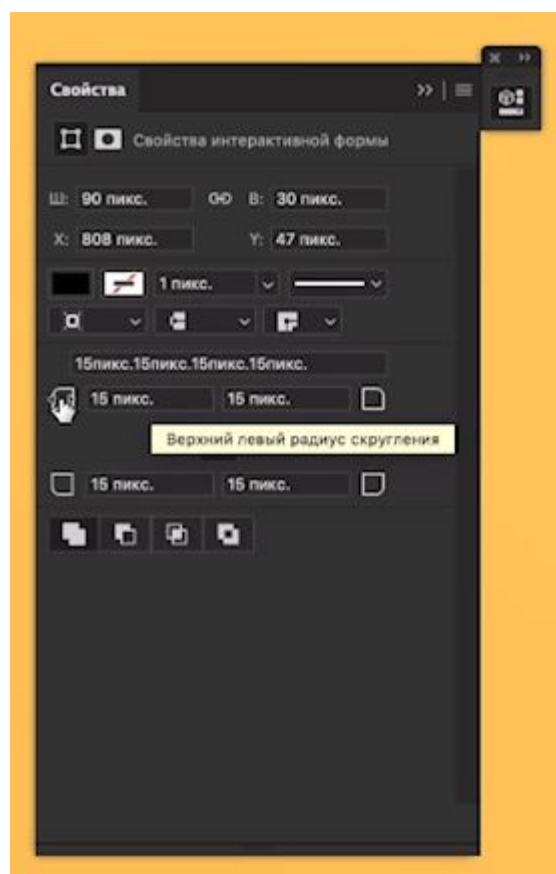 Свойства
Свойства интерактивной формы
Ш: 90 пикс. В: 30 пикс.
X: 808 пикс. Y: 47 пикс.
1 пикс.
15пикс.15пикс.15пикс.15пикс.
15 пикс. 15 пикс.
Верхний левый радиус скругления
15 пикс. 15 пикс.